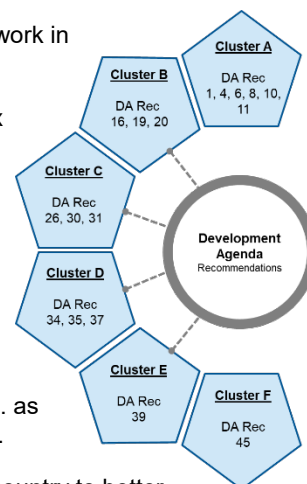 work in
Cluster A
DA Rec
1, 4, 6, 8, 10,
11
Cluster B
DA Rec
16, 19, 20
x
Cluster C
DA Rec
26, 30, 31
Development
Agenda
Recommendations
Cluster D
DA Rec
34, 35, 37
Cluster E
DA Rec
39
. as
.
Cluster F
DA Rec
45